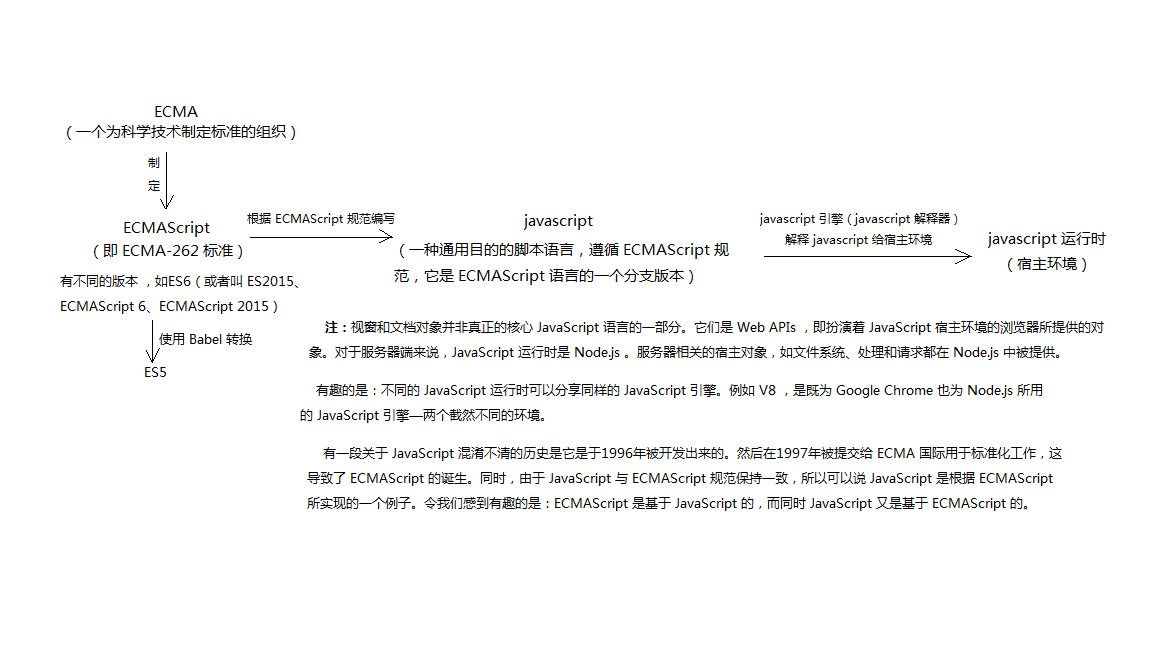 ECMA
（一个为科学技术制定标准的组织）
制
定
ECMAScript
（即 ECMA-262 标准）
有不同的版本 ，如ES6（或者叫 ES2015、
ECMAScript 6、ECMAScript 2015）
使用 Babel 转换
ES5
根据 ECMAScript 规范编写
javascript
（一种通用目的的脚本语言，遵循 ECMAScript 规
范，它是 ECMAScript 语言的一个分支版本）
javascript 引擎（javascript 解释器）
解释 javascript 给宿主环境
javascript 运行时
（宿主环境）
注：视窗和文档对象并非真正的核心 JavaScript 语言的一部分。它们是 Web APIs ，即扮演着 JavaScript 宿主环境的浏览器所提供的对
象。对于服务器端来说，JavaScript 运行时是 Node.js 。服务器相关的宿主对象，如文件系统、处理和请求都在 Node.js 中被提供。
有趣的是：不同的 JavaScript 运行时可以分享同样的 JavaScript 引擎。例如 V8 ，是既为 Google Chrome 也为 Node.js 所用
的 JavaScript 引擎—两个截然不同的环境。
有一段关于 JavaScript 混淆不清的历史是它是于1996年被开发出来的。然后在1997年被提交给 ECMA 国际用于标准化工作，这
导致了 ECMAScript 的诞生。同时，由于 JavaScript 与 ECMAScript 规范保持一致，所以可以说 JavaScript 是根据 ECMAScript
所实现的一个例子。令我们感到有趣的是：ECMAScript 是基于 JavaScript 的，而同时 JavaScript 又是基于 ECMAScript 的。